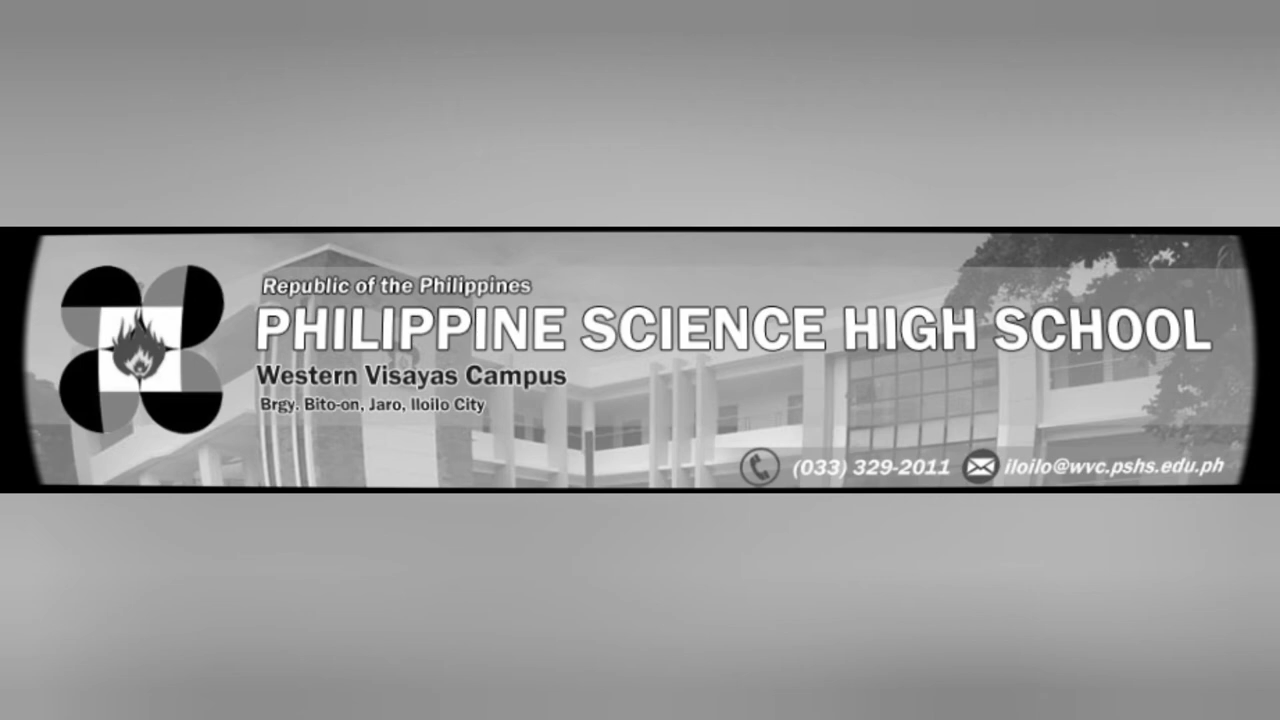 Republic of the Philippines
PHILIPPINE SCIENCE HIGH SCHOOL
Western Visayas Campus
Brgy. Bito-on, Jaro, Iloilo City
(033) 329-2011 iloilo@wvc.pshs.edu.ph